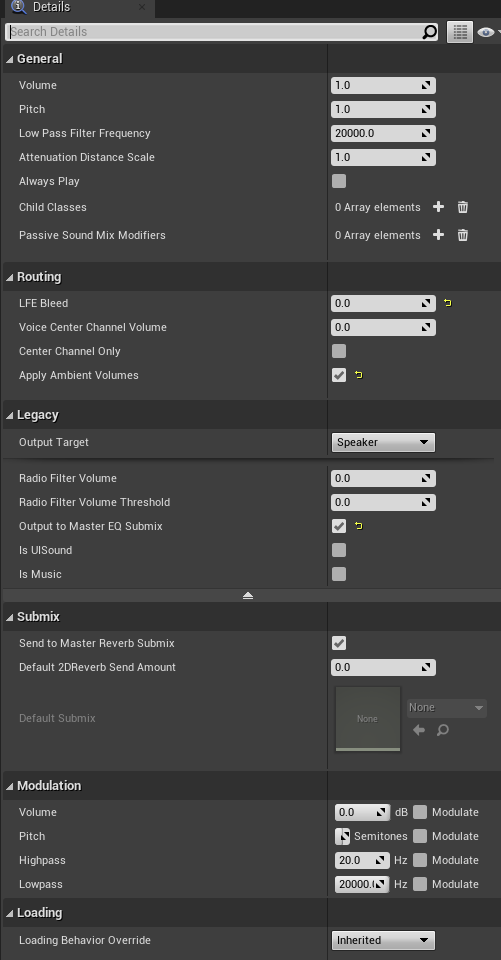 Details
Search Details
General
Volume 1.0
Pitch 1.0
Low Pass Filter Frequency 20000.0
Attenuation Distance Scale 1.0
Always Play
Child Classes 0 Array elements
Passive Sound Mix Modifiers 0 Array elements
Routing
LFE Bleed 0.0
Voice Center Channel Volume 0.0
Center Channel Only
Apply Ambient Volumes
Legacy
Output Target Speaker
Radio Filter Volume 0.0
Radio Filter Volume Threshold 0.0
Output to Master EQ Submix
Is UISound
Is Music
Submix
Send to Master Reverb Submix
Default 2DReverb Send Amount 0.0
Default Submix None None
Modulation
Volume 0.0 dB Modulate
Pitch Semitones Modulate
Highpass 20.0 Hz Modulate
Lowpass 20000.( Hz Modulate
Loading
Loading Behavior Override Inherited